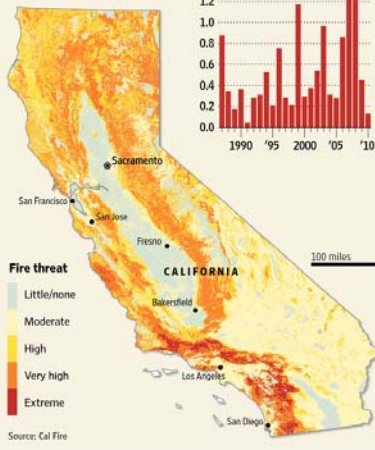 1.2
1.0
0.8
0.6
0.4
0.2
0.0
1990 '95 2000 '05 '10
Sacramento
San Francisco
San Jose
Fresno
100 miles
Fire threat
CALIFORNIA
Little/none
Moderate
Bakersfield
High
Very high
Los Angeles
Extreme
San Diego
Source: Cal Fire